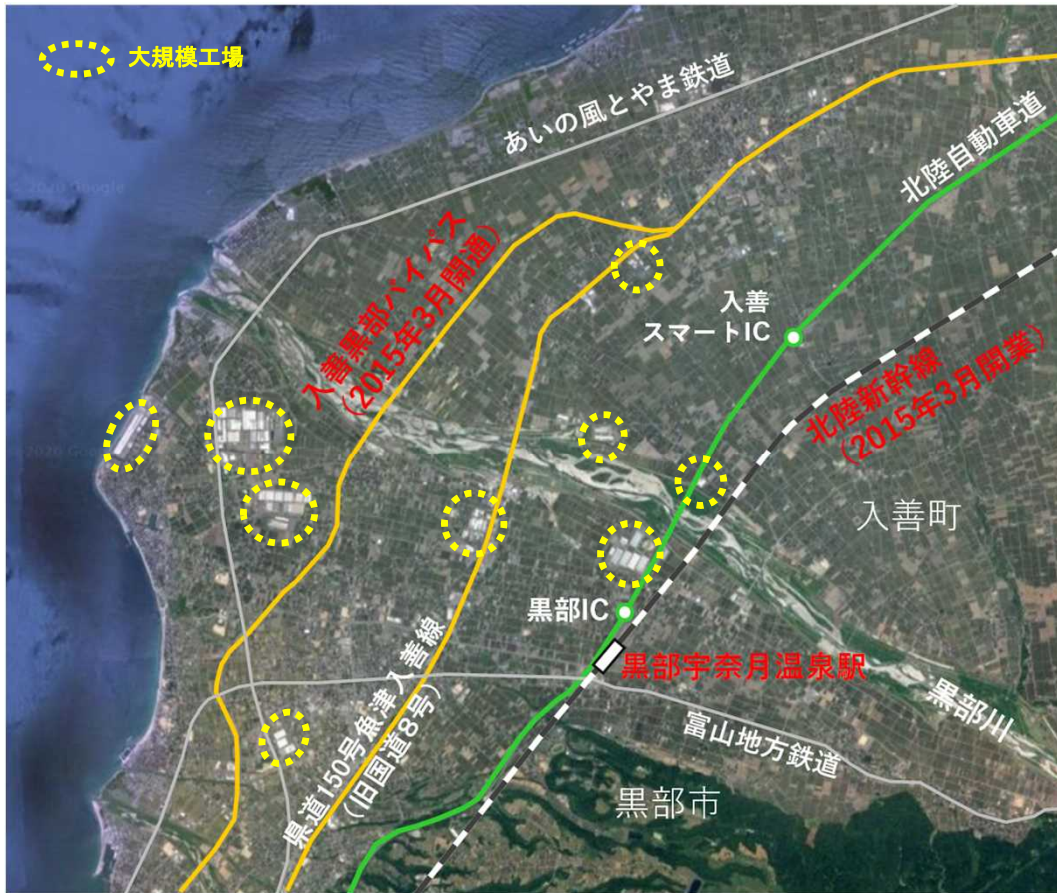 大規模工場
あいの風とやま鉄道
北陸自動車道
© 2020 Google
入善黒部バイパス
(2015年3月開通)
入善
スマートIC
北陸新幹線
(2015年3月開業)
2020 Google
入善町
黒部IC
黒部宇奈月温泉駅
黒部川
県道150号魚津入善線
(旧国道8号)
富山地方鉄道
黒部市